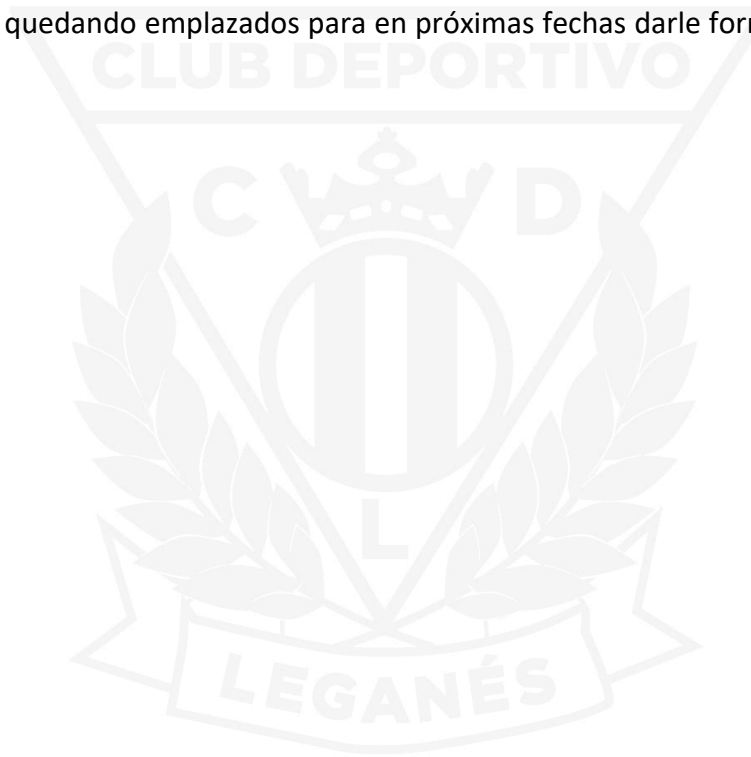 quedando emplazados para en próximas fechas darle
CLUB DEPORTIVO
C D
L
LEGANÉS